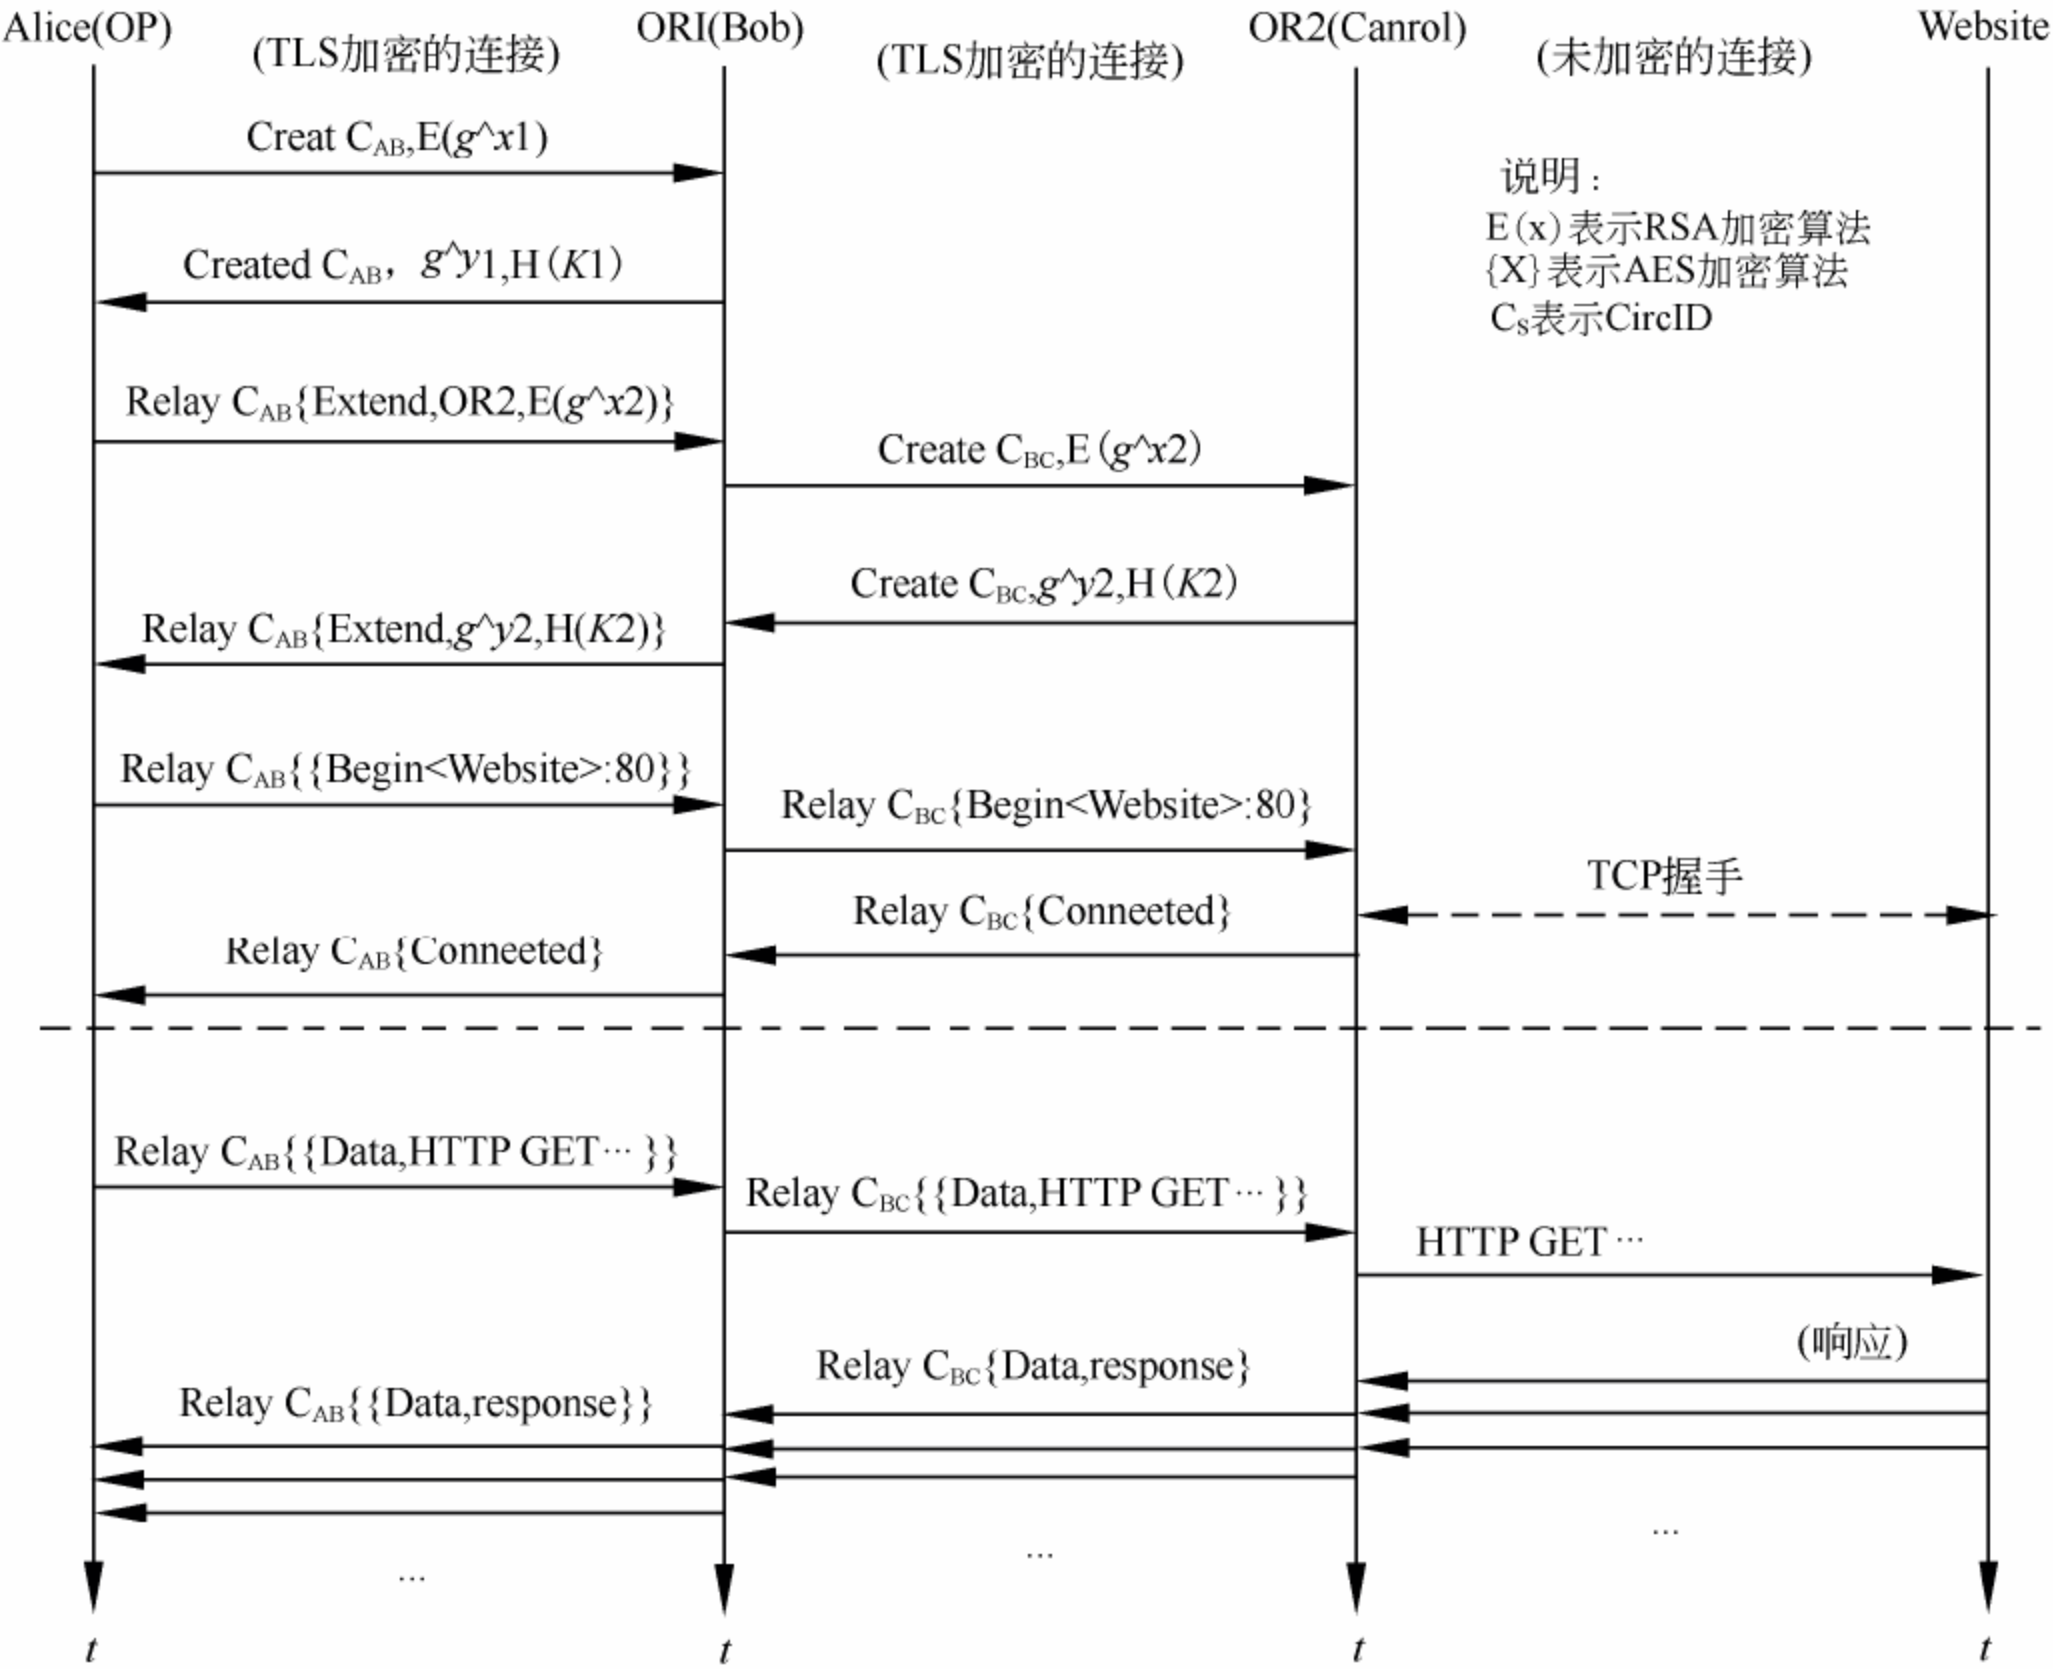 Alice(OP)
ORI(Bob)
OR2(Canrol)
Website
(TLS加密的连接)
(TLS加密的连接)
(未加密的连接)
Creat CAB,E(g^x1)
说明:
E(x)表示RSA加密算法
{X}表示AES加密算法
Cs表示CircID
Created CAB, g^y1,H(K1)
Relay CAB{Extend,OR2,E(g^x2)}
Create CBC,E(g^x2)
Create CBC,g^y2,H(K2)
Relay CAB{Extend,g^y2,H(K2)}
Relay CAB{{Begin<Website>:80}}
Relay CBC{Begin<Website>:80}
TCP握手
Relay CBC{Conneeted}
Relay CAB{Conneeted}
Relay CAB{{Data,HTTP GET… }}
Relay CBC{{Data,HTTP GET… }}
HTTP GET …
(响应)
Relay CBC{Data,response}
Relay CAB{{Data,response}}
…
…
…
t
t
t
t